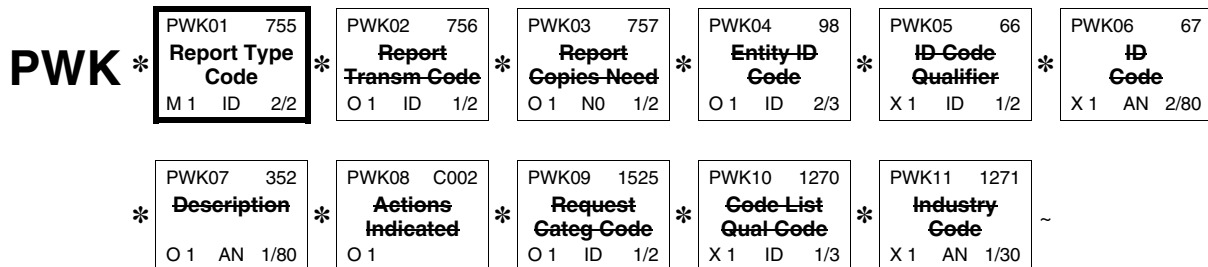 PWK01 755 PWK02 756 PWK03 757 PWK04 98 PWK05 66 PWK06 67
PWK * Report Type Code * Report Transm Code * Report Copies Need * Entity ID Code * ID Code Qualifier * ID Code
M 1 ID 2/2 O 1 ID 1/2 O 1 N0 1/2 O 1 ID 2/3 X 1 ID 1/2 X 1 AN 2/80
PWK07 352 PWK08 C002 PWK09 1525 PWK10 1270 PWK11 1271
* Description * Actions Indicated * Request Categ Code * Code List Qual Code * Industry Code ~
O 1 AN 1/80 O 1 O 1 ID 1/2 X 1 ID 1/3 X 1 AN 1/30